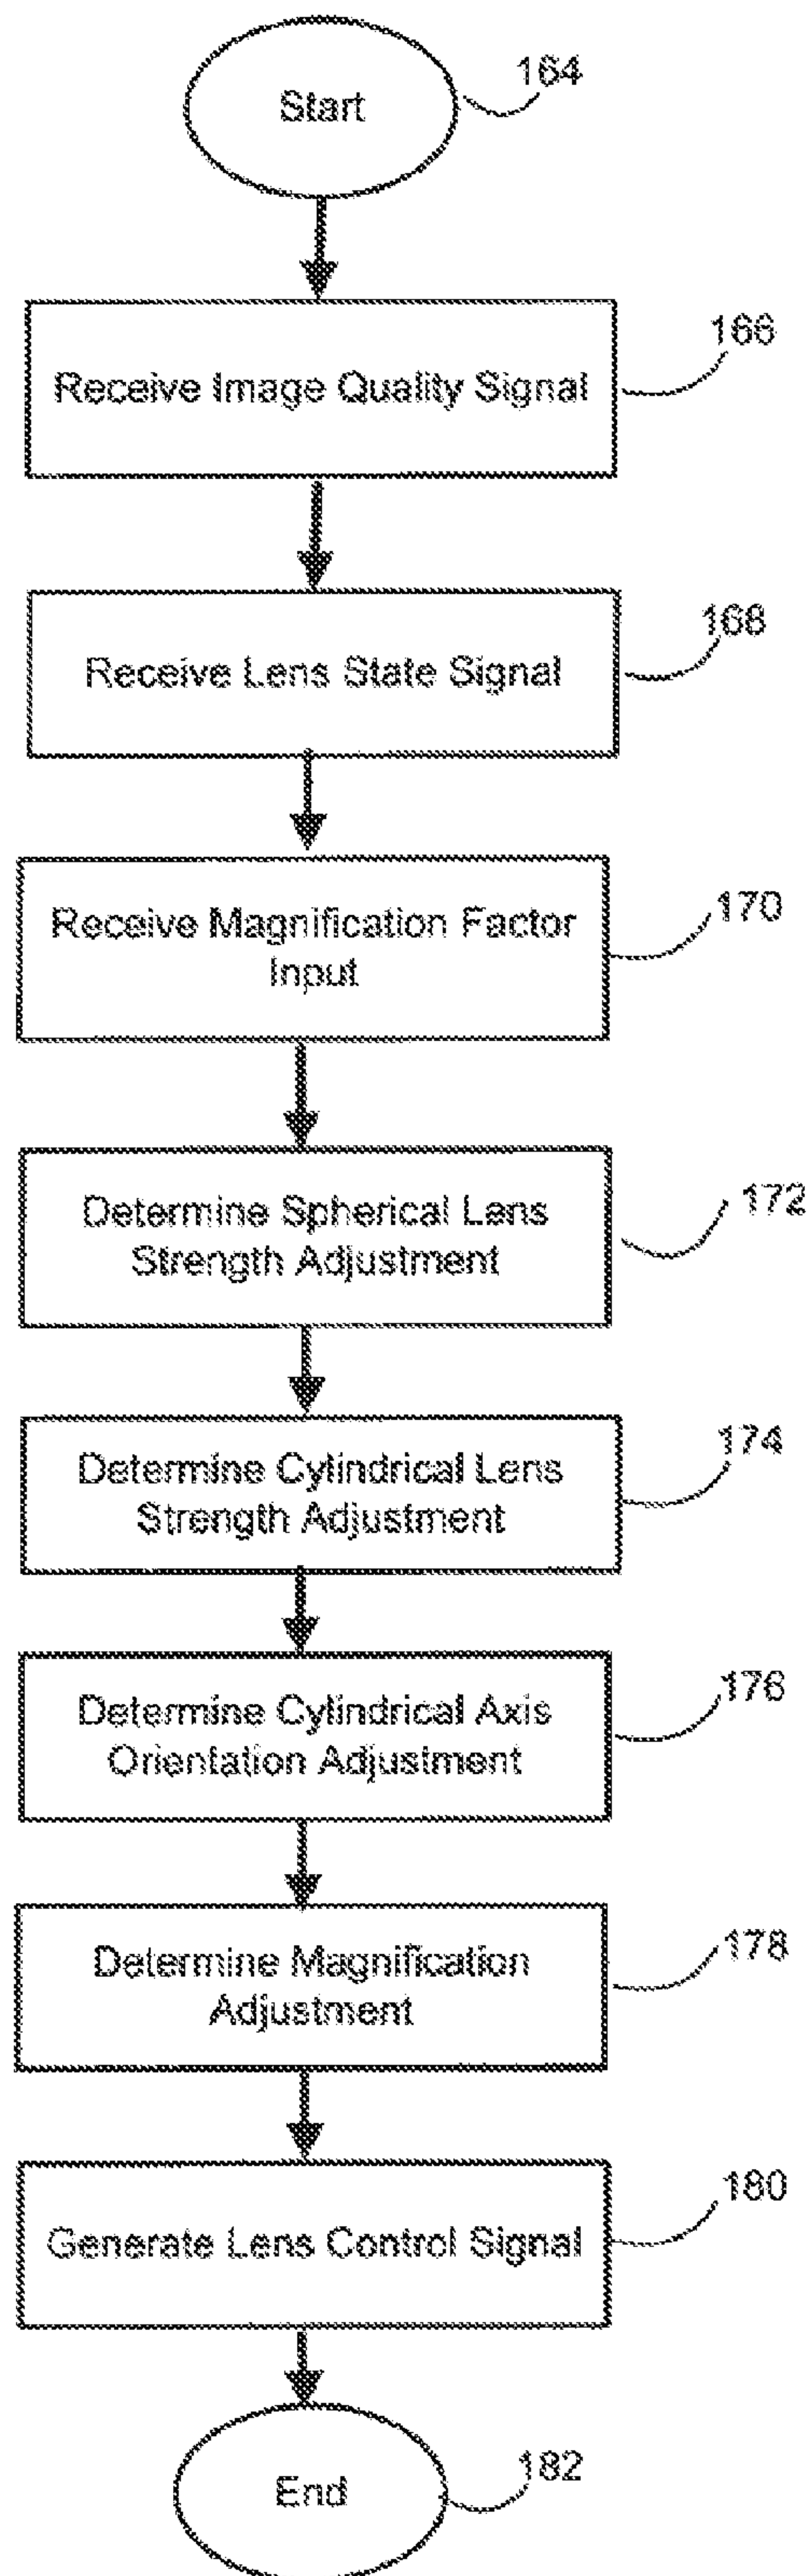 Start
164
Receive Image Quality Signal
166
Receive Lens State Signal
168
Receive Magnification Factor
Input
170
Determine Spherical Lens
Strength Adjustment
172
Determine Cylindrical Lens
Strength Adjustment
174
Determine Cylindrical Axis
Orientation Adjustment
176
Determine Magnification
Adjustment
178
Generate Lens Control Signal
180
End
182